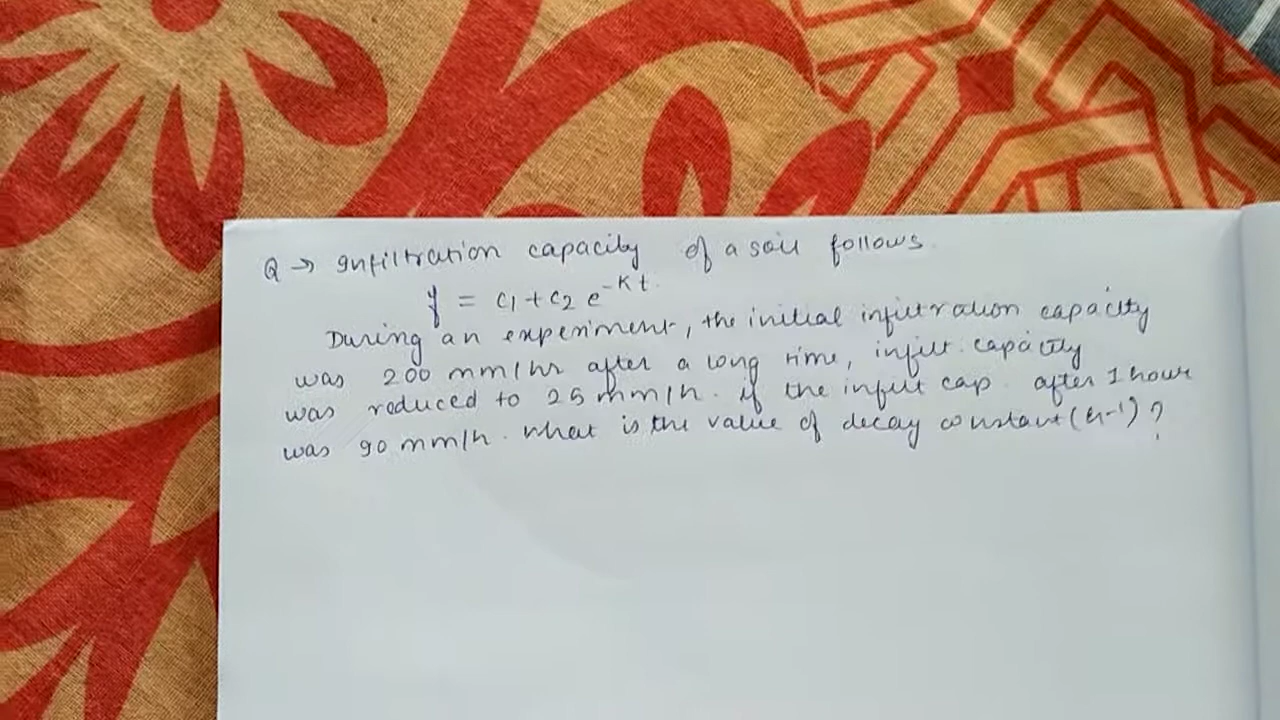 Q → Infiltration capacity of a soil follows.
f = c1 + c2 e^-Kt.
During an experiment, the initial infiltration capacity
was 200 mm/hr after a long time, infilt. capacity
was reduced to 25 mm/h. if the infilt cap. after 1 hour
was 90 mm/h. what is the value of decay constant (h-1) ?